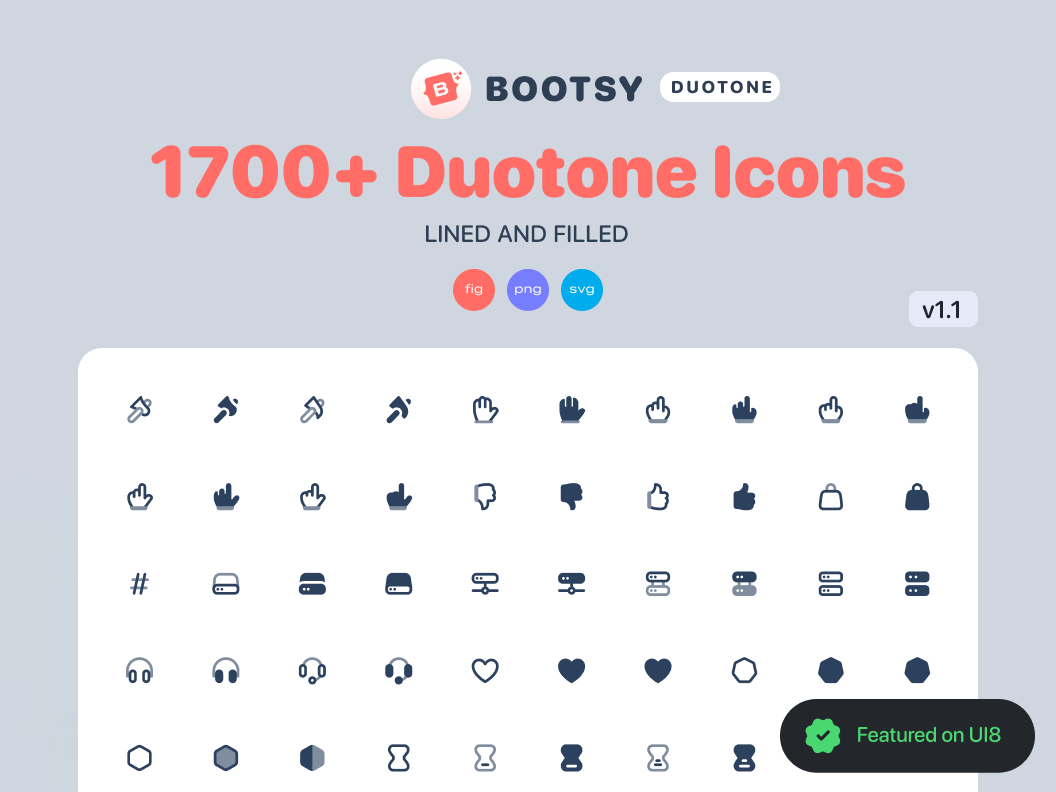 B
BOOTSY
DUOTONE
1700+ Duotone Icons
LINED AND FILLED
fig
png
svg
v1.1
#
Featured on UI8